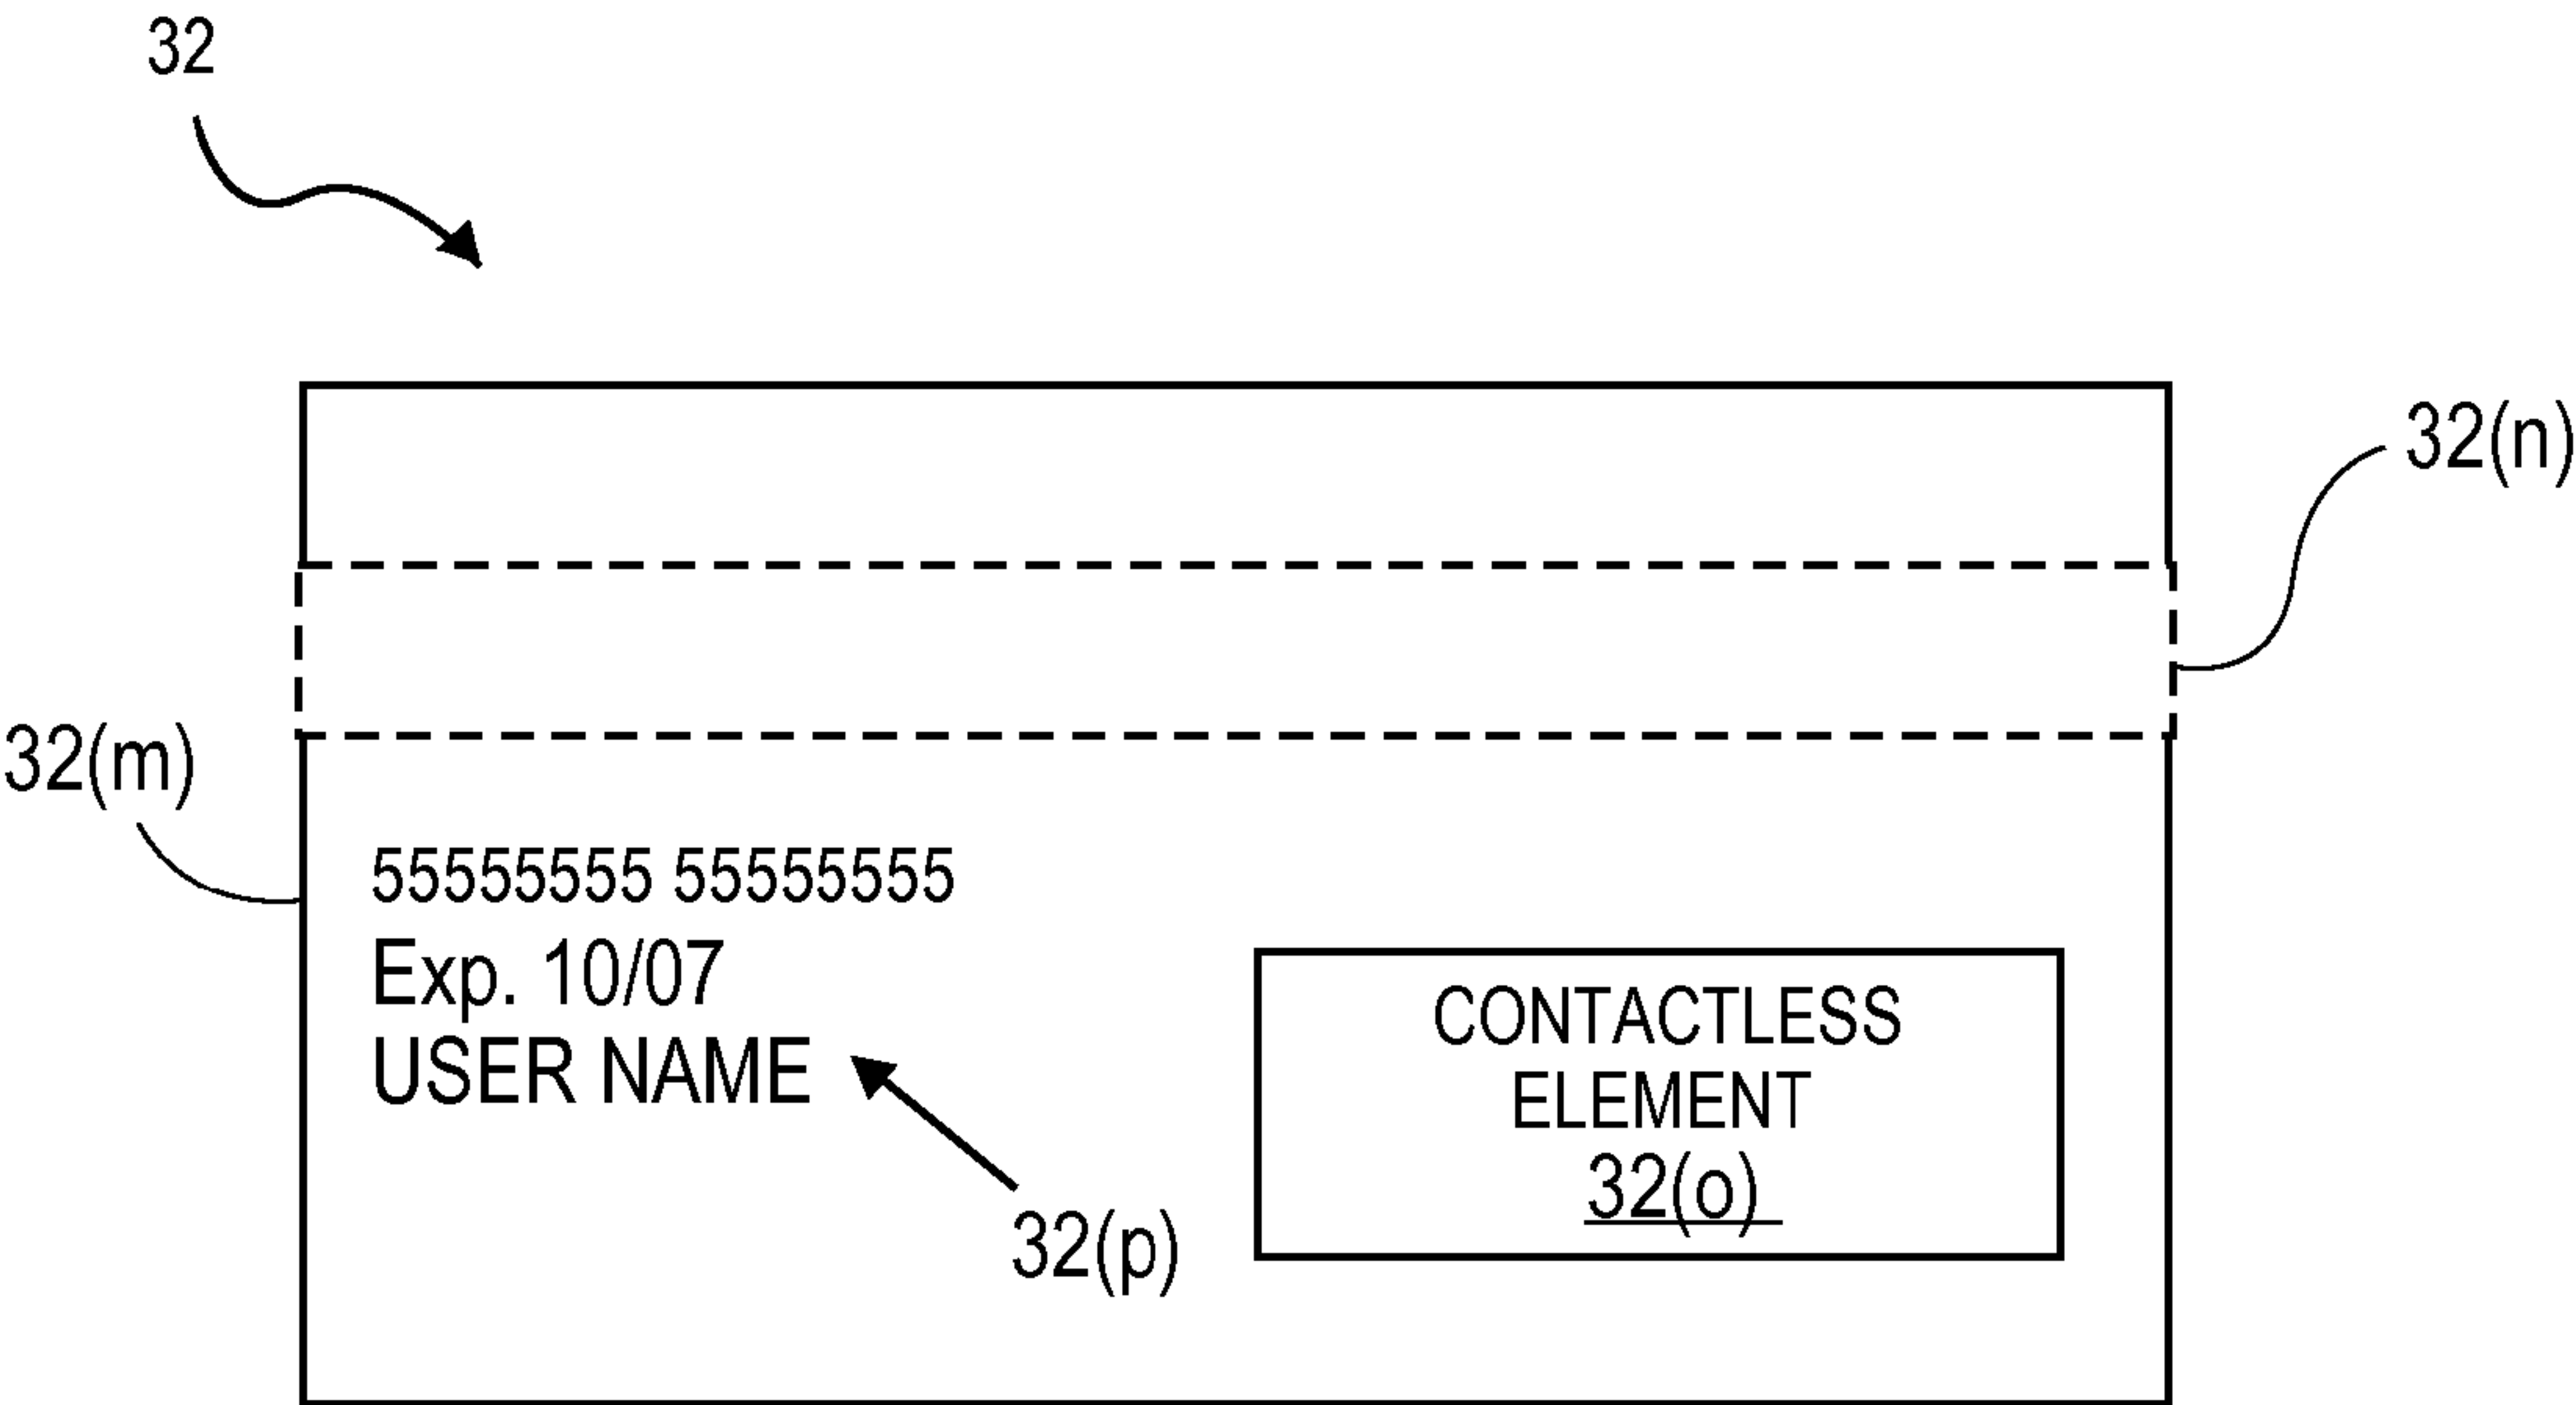 32
32(n)
32(m)
55555555 55555555
Exp. 10/07
USER NAME
CONTACTLESS
ELEMENT
32(o)
32(p)